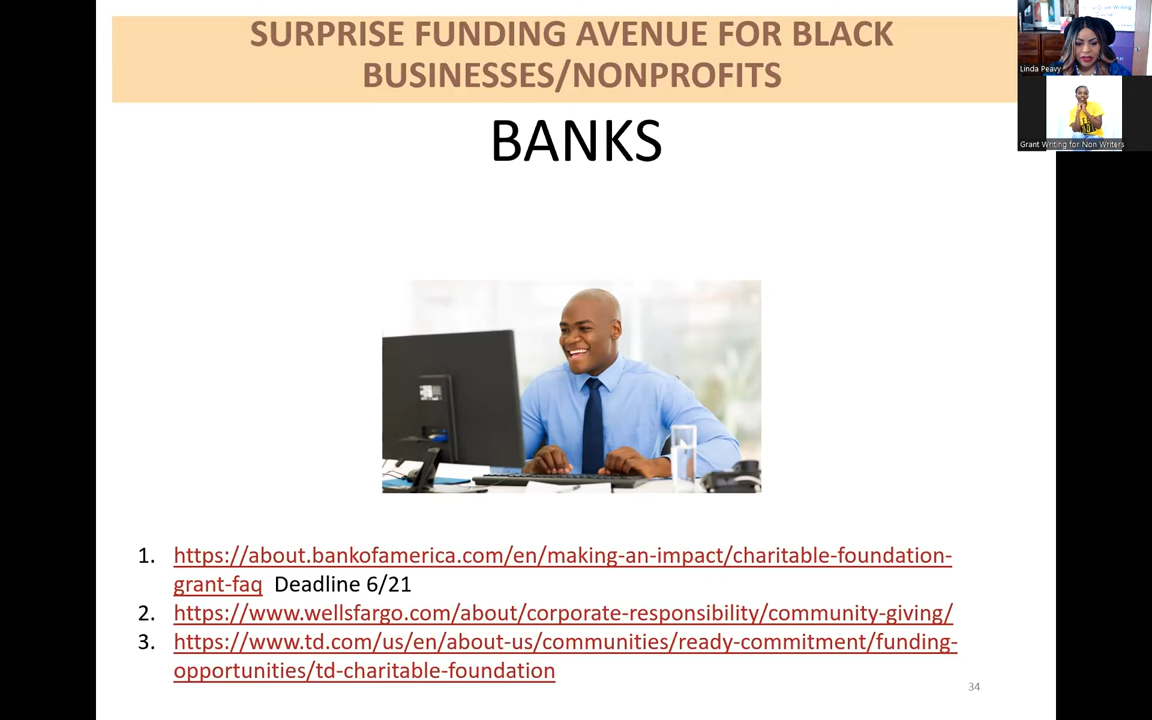 SURPRISE FUNDING AVENUE FOR BLACK
BUSINESSES/NONPROFITS
BANKS
Linda Peavy
Grant Writing for Non Writers
1. https://about.bankofamerica.com/en/making-an-impact/charitable-foundation-
grant-faq Deadline 6/21
2. https://www.wellsfargo.com/about/corporate-responsibility/community-giving/
3. https://www.td.com/us/en/about-us/communities/ready-commitment/funding-
opportunities/td-charitable-foundation
34